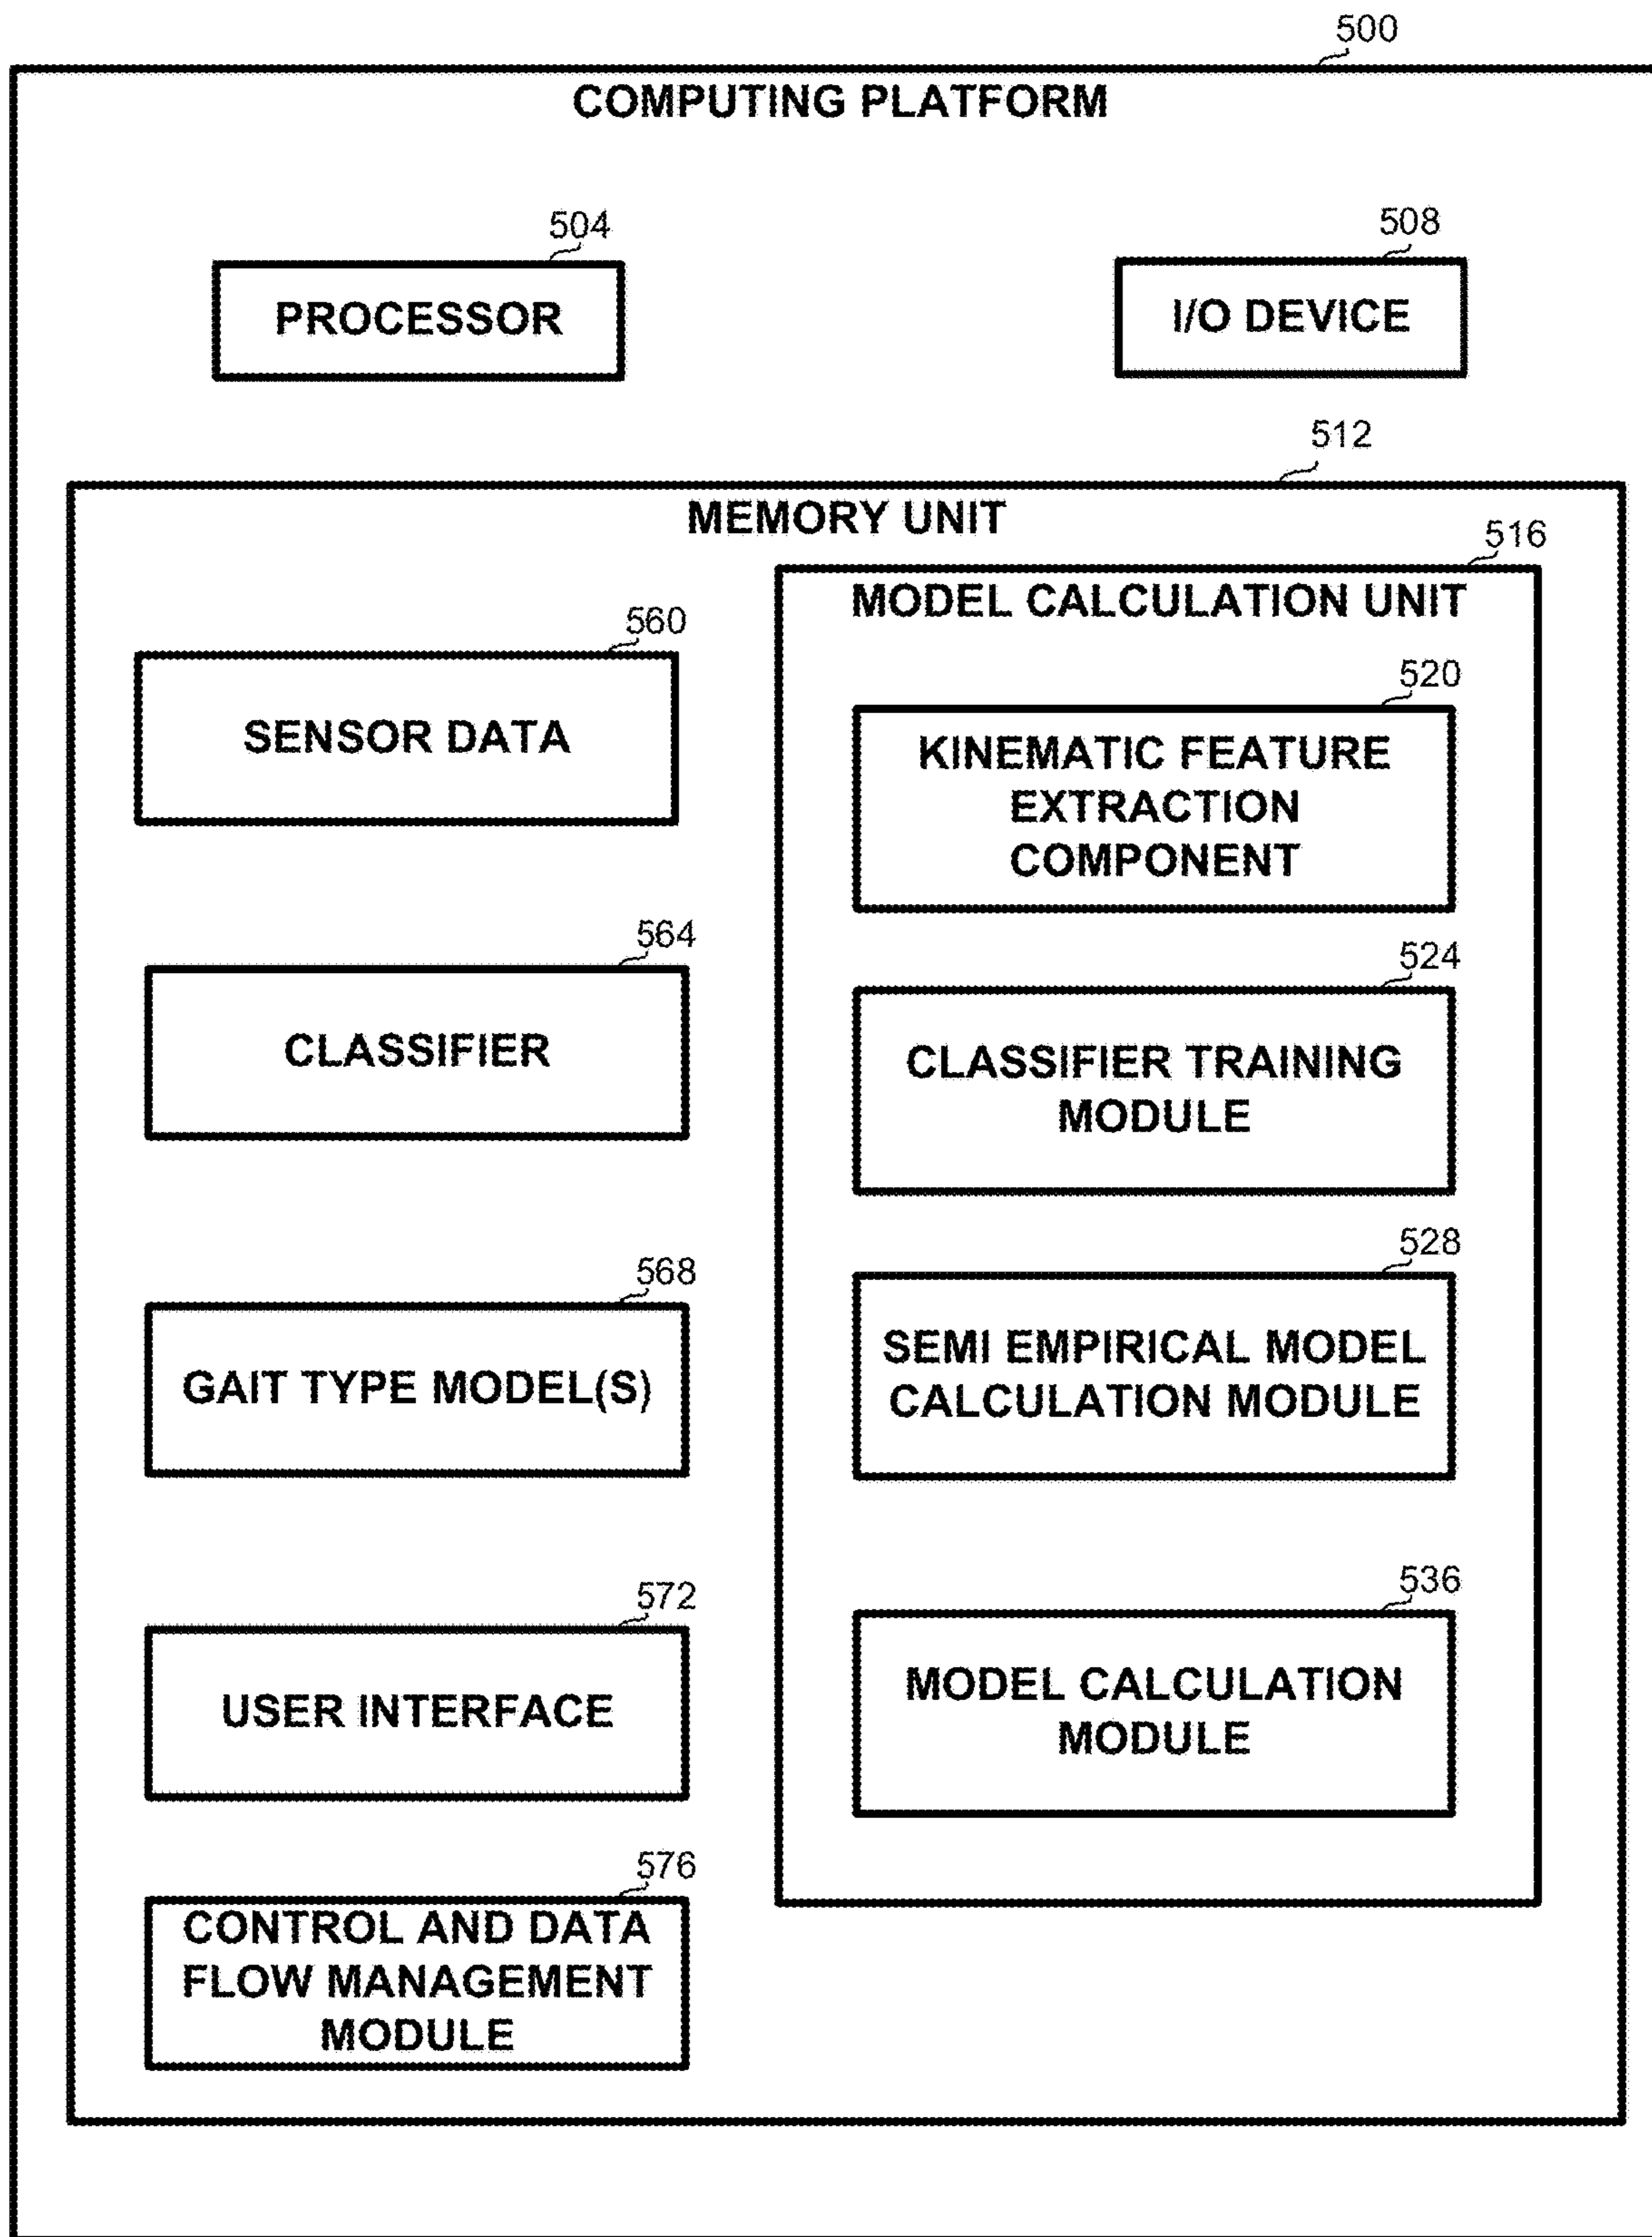 500
COMPUTING PLATFORM
504
PROCESSOR
508
I/O DEVICE
512
MEMORY UNIT
560
SENSOR DATA
564
CLASSIFIER
568
GAIT TYPE MODEL(S)
572
USER INTERFACE
576
CONTROL AND DATA
FLOW MANAGEMENT
MODULE
516
MODEL CALCULATION UNIT
520
KINEMATIC FEATURE
EXTRACTION
COMPONENT
524
CLASSIFIER TRAINING
MODULE
528
SEMI EMPIRICAL MODEL
CALCULATION MODULE
536
MODEL CALCULATION
MODULE